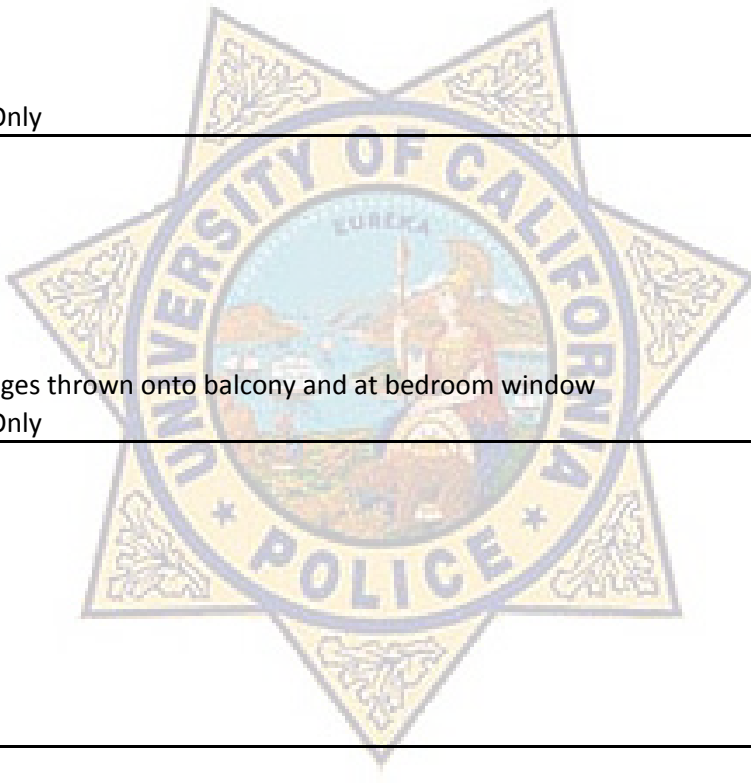 Only
UNIVERSITY OF CALIFORNIA
EUREKA
ges thrown onto balcony and at bedroom window
Only
POLICE